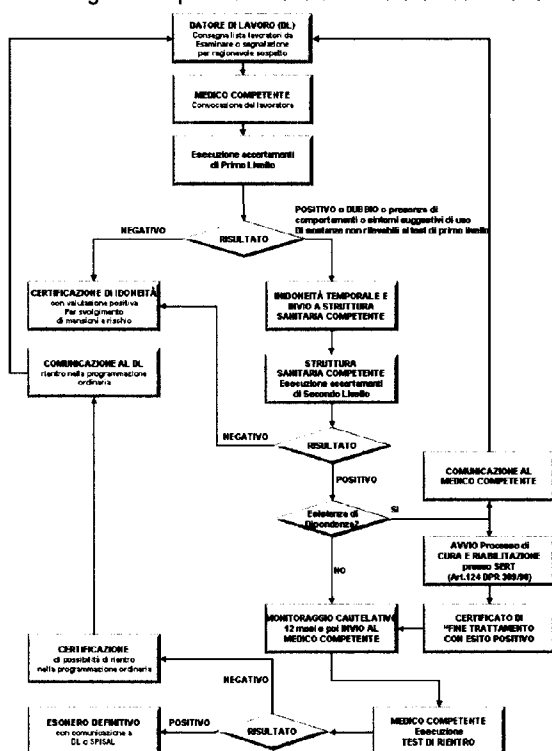 DATORE DI LAVORO (DL)
Consegna lista lavoratori da
Esaminare o segnalazione
per ragionevole sospetto
MEDICO COMPETENTE
Convocazione del lavoratore
Esecuzione accertamenti
di Primo Livello
POSITIVO o DUBBIO o presenza di
comportamenti o sintomi suggestivi di uso
Di sostanze non rilevabili ai test di primo livello
NEGATIVO
RISULTATO
CERTIFICAZIONE DI IDONEITÀ
con valutazione positiva
Per svolgimento
di mansioni a rischio
INIDONEITÀ TEMPORALE E
INVIO A STRUTTURA
SANITARIA COMPETENTE
COMUNICAZIONE AL DL
rientro nella programmazione
ordinaria
STRUTTURA
SANITARIA COMPETENTE
Esecuzione accertamenti
di Secondo Livello
NEGATIVO
RISULTATO
POSITIVO
COMUNICAZIONE AL
MEDICO COMPETENTE
Esistenza di
Dipendenza?
SI
AVVIO Processo di
CURA E RIABILITAZIONE
presso SERT
(Art.124 DPR 309/90)
NO
MONITORAGGIO CAUTELATIVO
12 mesi e poi INVIO AL
MEDICO COMPETENTE
CERTIFICATO DI
"FINE TRATTAMENTO
CON ESITO POSITIVO
CERTIFICAZIONE
di possibilità di rientro
nella programmazione ordinaria
NEGATIVO
ESONERO DEFINITIVO
con comunicazione a
DL o SPISAL
POSITIVO
RISULTATO
MEDICO COMPETENTE
Esecuzione
TEST DI RIENTRO